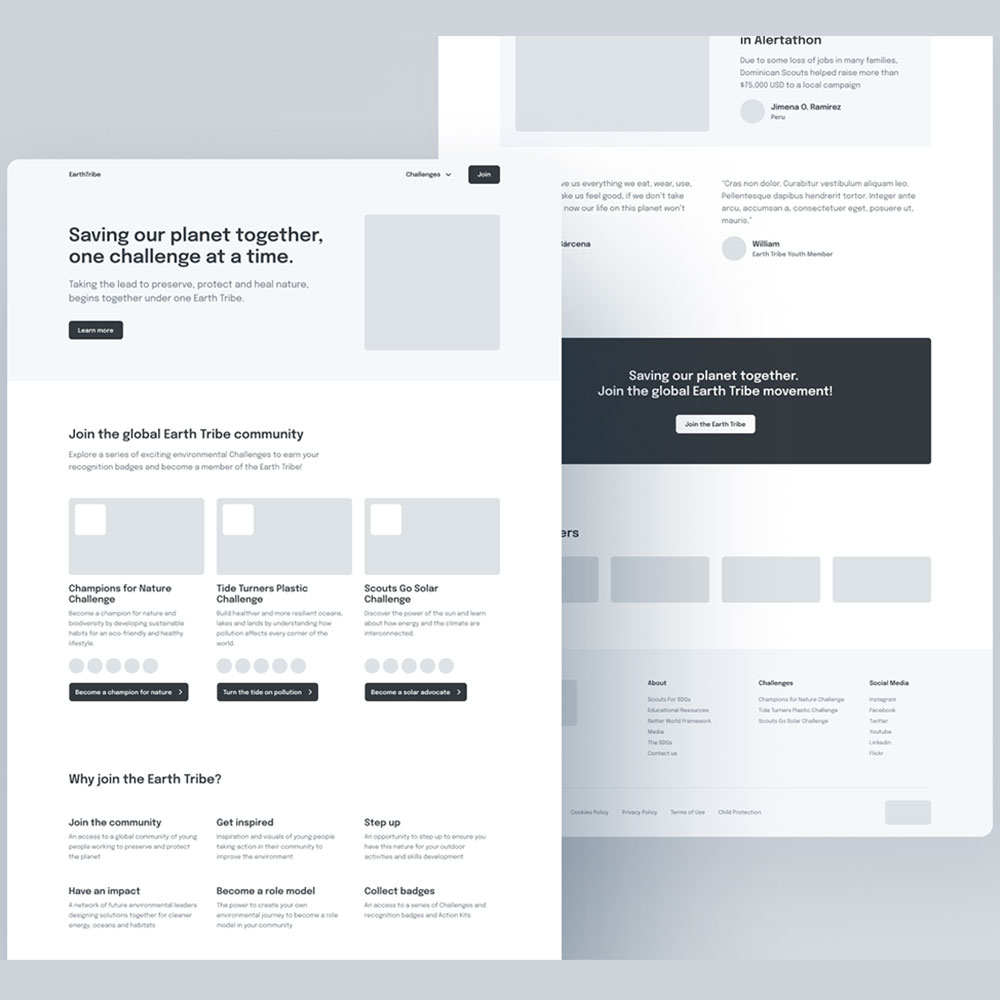 EarthTribe
Challenges
Join
Saving our planet together,
one challenge at a time.
Taking the lead to preserve, protect and heal nature,
begins together under one Earth Tribe.
Learn more
Join the global Earth Tribe community
Explore a series of exciting environmental Challenges to earn your
recognition badges and become a member of the Earth Tribe!
Champions for Nature
Challenge
Become a champion for nature and
biodiversity by developing sustainable
habits for an eco-friendly and healthy
lifestyle.
Become a champion for nature
Tide Turners Plastic
Challenge
Build healthier and more resilient oceans,
lakes and lands by understanding how
pollution affects every corner of the
world.
Turn the tide on pollution
Scouts Go Solar
Challenge
Discover the power of the sun and learn
about how energy and the climate are
interconnected.
Become a solar advocate
Why join the Earth Tribe?
Join the community
An access to a global community of young
people working to preserve and protect
the planet
Get inspired
Inspiration and visuals of young people
taking action in their community to
improve the environment
Step up
An opportunity to step up to ensure you
have this nature for your outdoor
activities and skills development
Have an impact
A network of future environmental leaders
designing solutions together for cleaner
energy, oceans and habitats
Become a role model
The power to create your own
environmental journey to become a role
model in your community
Collect badges
An access to a series of Challenges and
recognition badges and Action Kits
in Alertathon
Due to some loss of jobs in many families,
Dominican Scouts helped raise more than
$75,000 USD to a local campaign
Jimena O. Ramirez
Peru
ve us everything we eat, wear, use,
ake us feel good, if we don't take
now our life on this planet won't
Bárcena
"Cras non dolor. Curabitur vestibulum aliquam leo.
Pellentesque dapibus hendrerit tortor. Integer ante
arcu, accumsan a, consectetuer eget, posuere ut,
mauris."
William
Earth Tribe Youth Member
Saving our planet together.
Join the global Earth Tribe movement!
Join the Earth Tribe
ers
About
Scouts For SDGs
Educational Resources
Better World Framework
Media
The SDGs
Contact us
Challenges
Champions for Nature Challenge
Tide Turners Plastic Challenge
Scouts Go Solar Challenge
Social Media
Instagram
Facebook
Twitter
Youtube
Linkedin
Flickr
Cookies Policy
Privacy Policy
Terms of Use
Child Protection